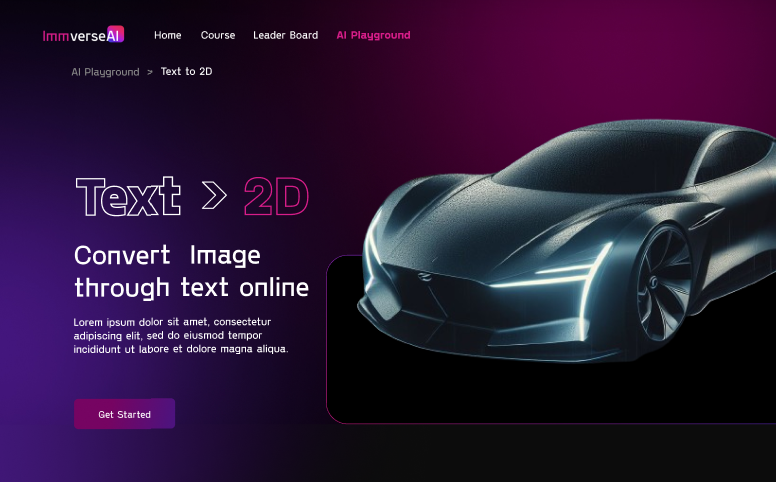 ImmverseAI Home Course Leader Board AI Playground
AI Playground > Text to 2D
Text > 2D
Convert Image
through text online
Lorem ipsum dolor sit amet, consectetur
adipiscing elit, sed do eiusmod tempor
incididunt ut labore et dolore magna aliqua.
Get Started